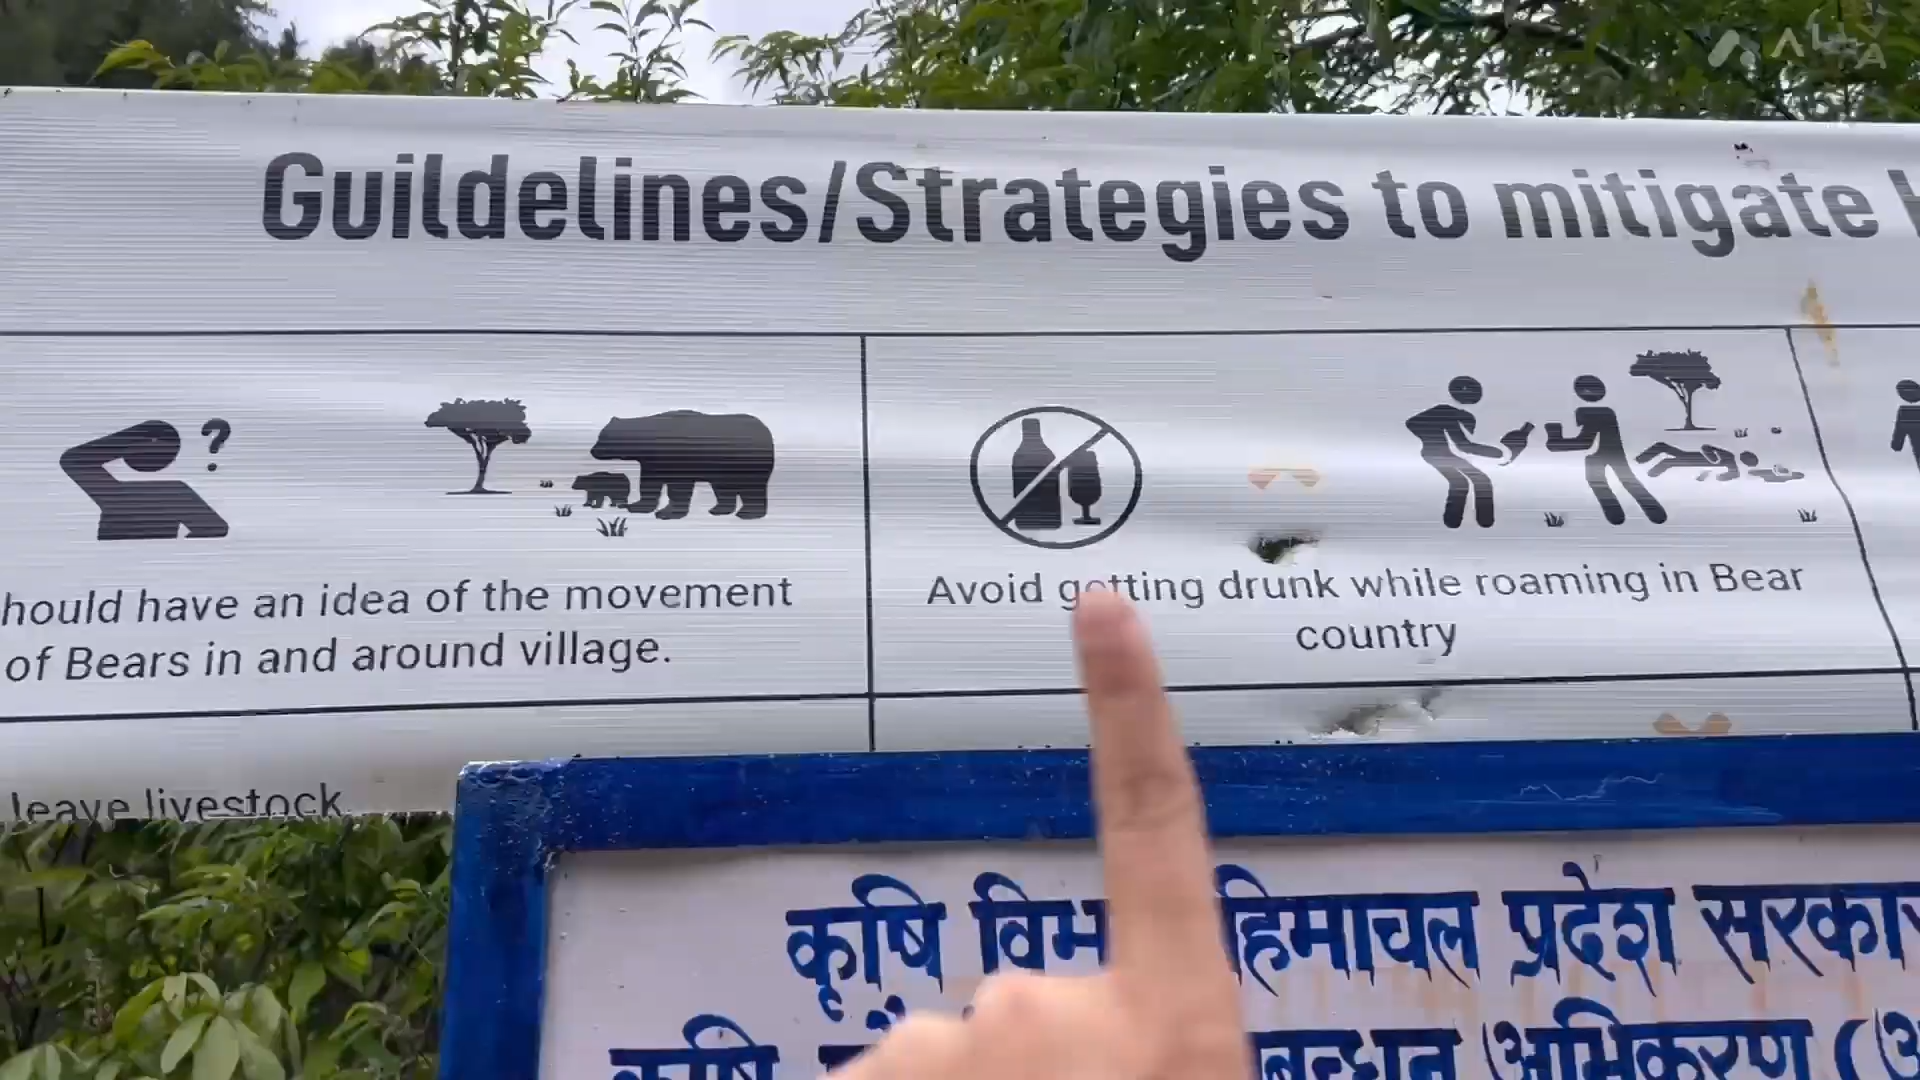 Guildelines/Strategies to mitigate
?
hould have an idea of the movement
of Bears in and around village.
Avoid getting drunk while roaming in Bear
country
leave livestock
कृषि हिमाचल प्रदेश
कृषि अभिकरण